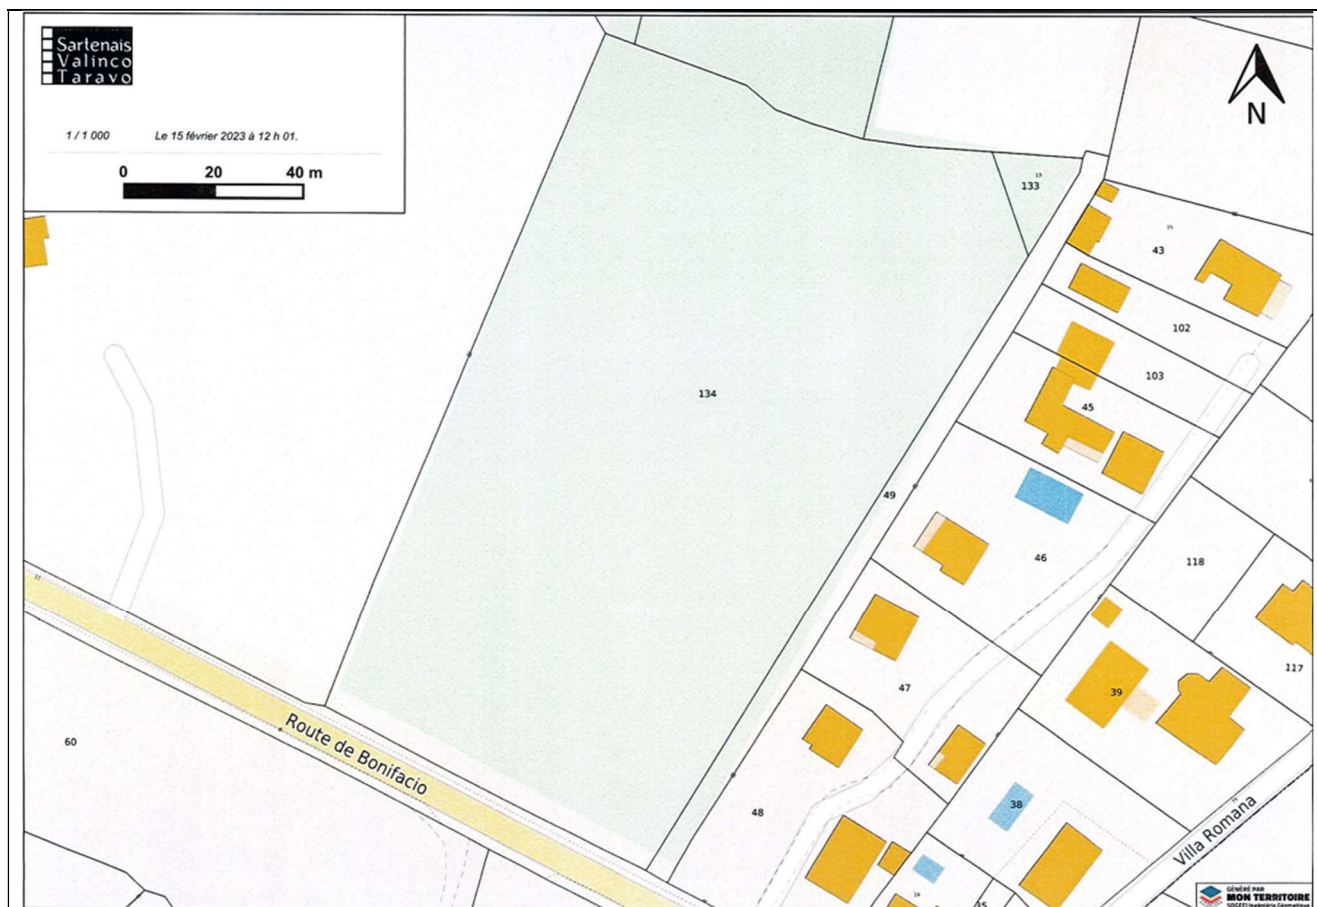 Sartenais
Valinco
Taravo
1 / 1 000 Le 15 février 2023 à 12 h 01.
0 20 40 m
N
133
43
102
103
134
45
49
46
118
117
47
39
60
Route de Bonifacio
48
38
Villa Romana
35
GÉNÉRÉ PAR
MON TERRITOIRE